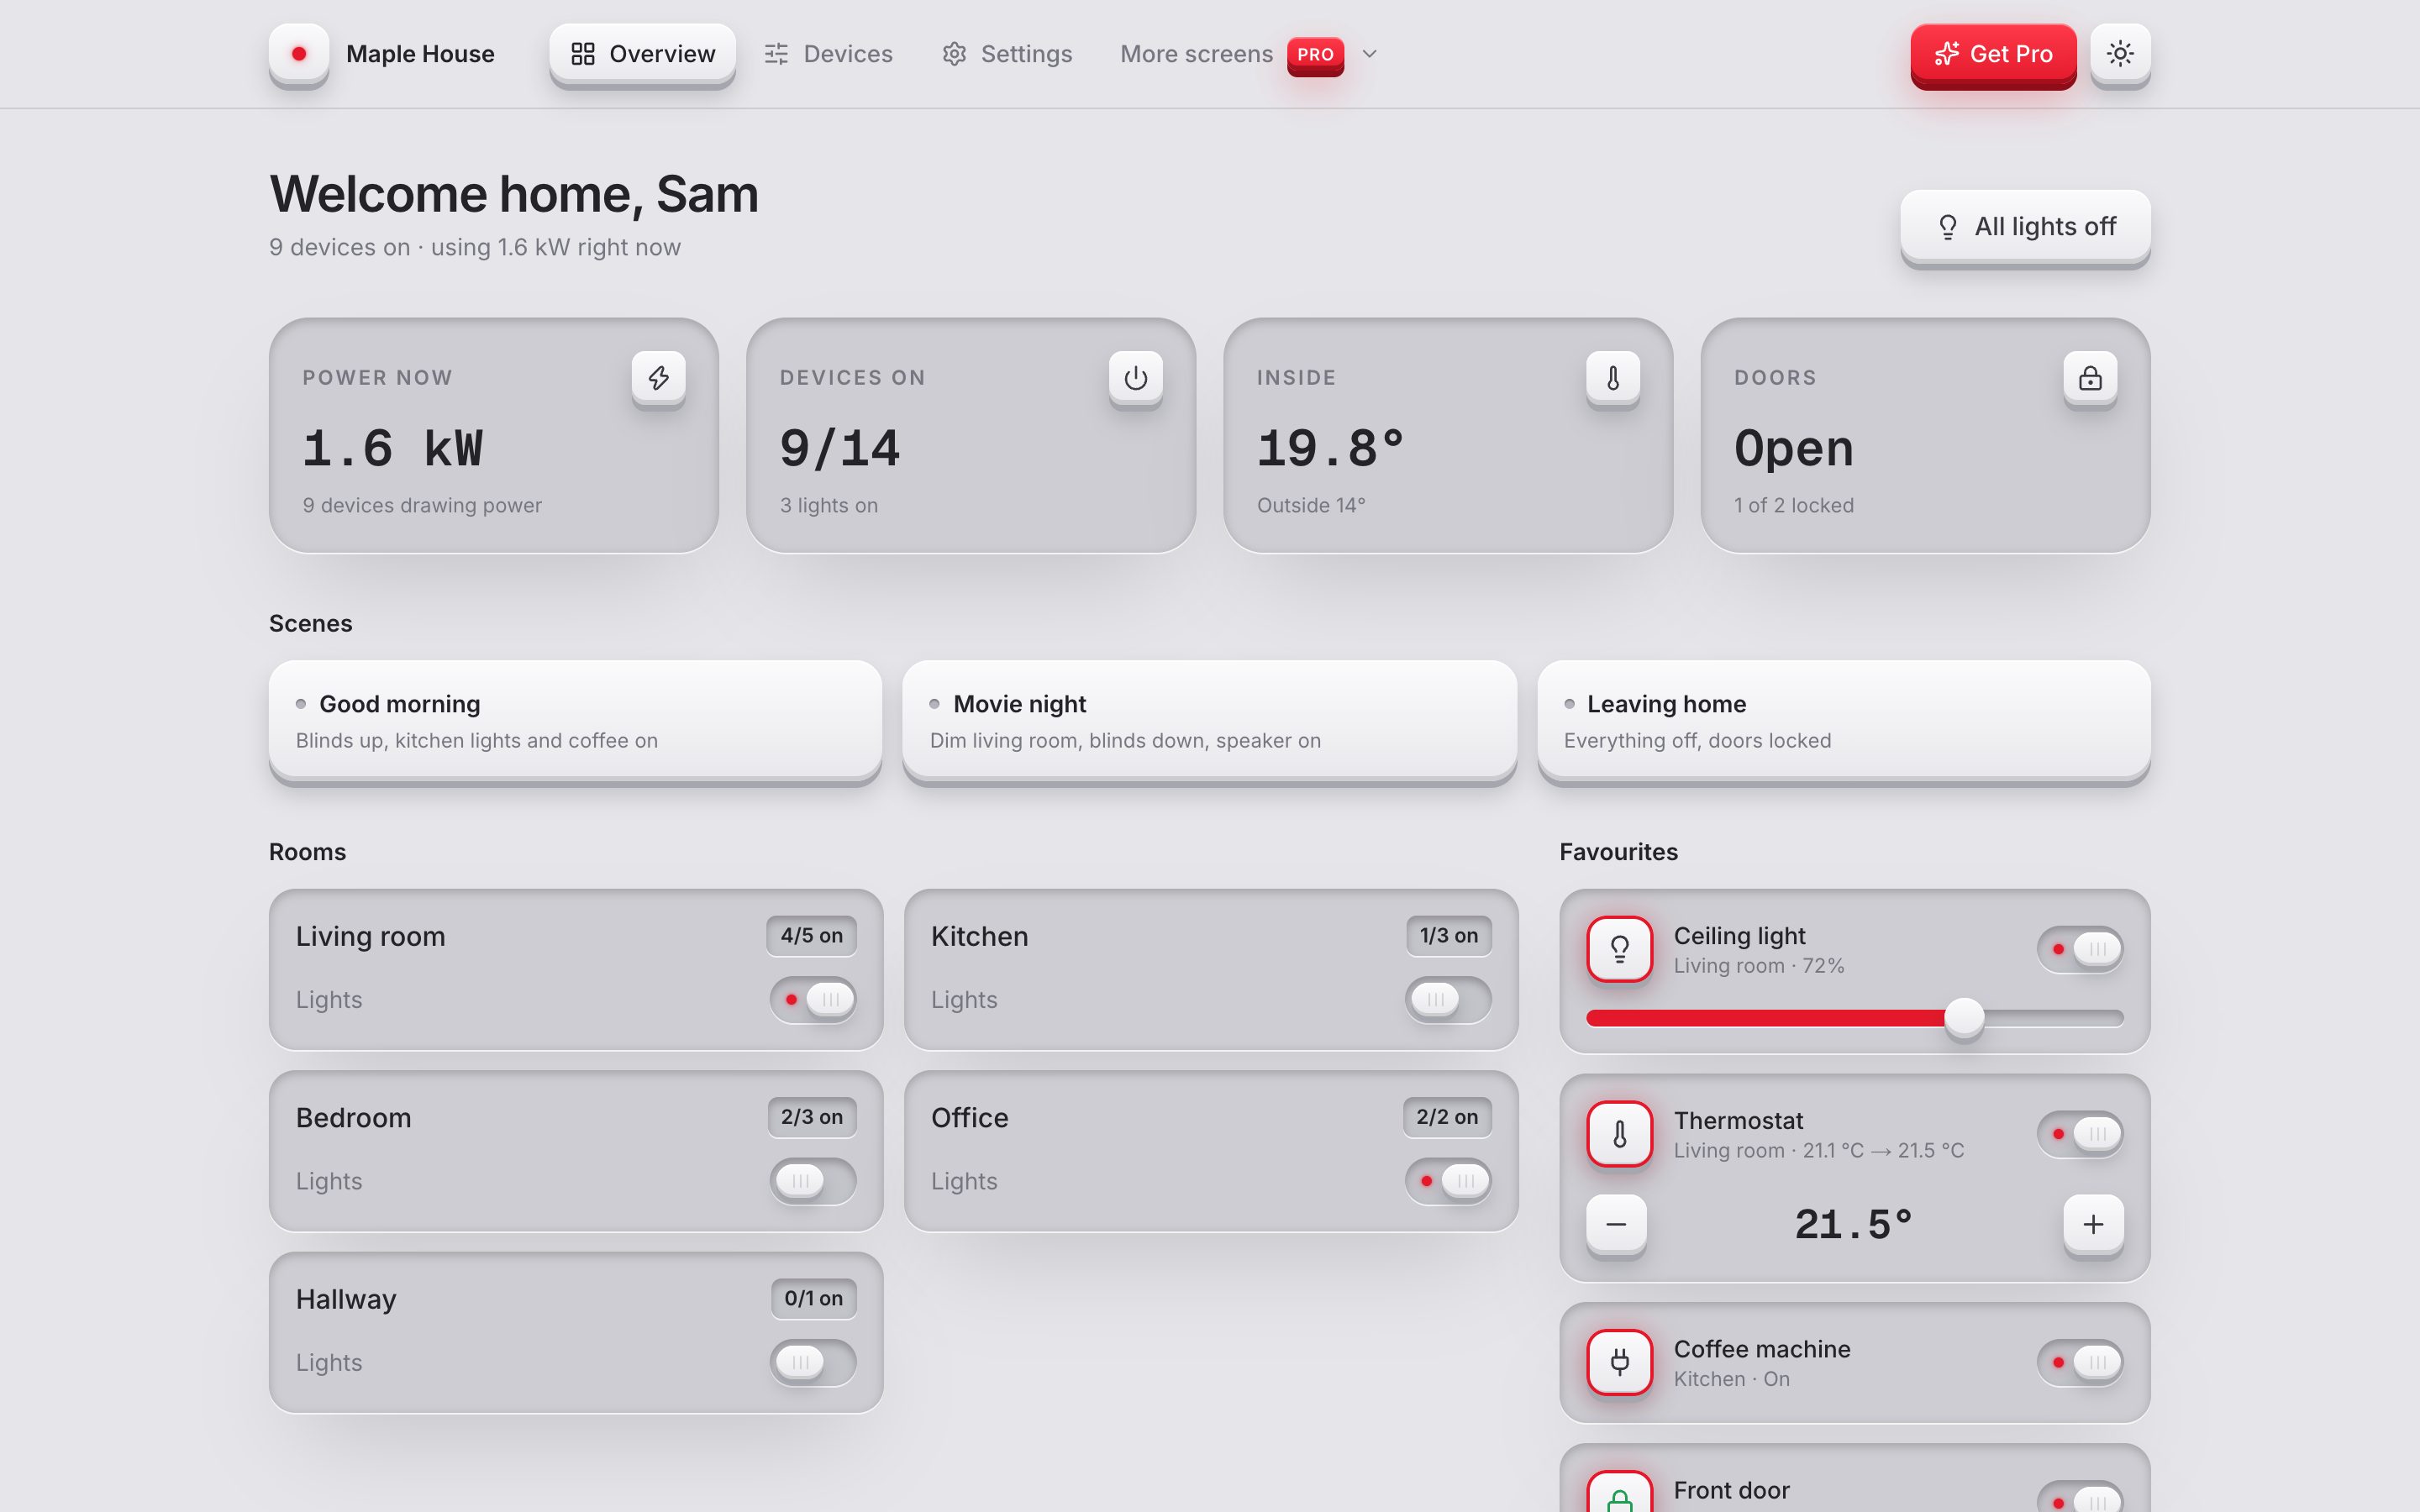 Maple House
Overview
Devices
Settings
More screens PRO
Get Pro
Welcome home, Sam
9 devices on · using 1.6 kW right now
All lights off
POWER NOW
1.6 kW
9 devices drawing power
DEVICES ON
9/14
3 lights on
INSIDE
19.8°
Outside 14°
DOORS
Open
1 of 2 locked
Scenes
Good morning
Blinds up, kitchen lights and coffee on
Movie night
Dim living room, blinds down, speaker on
Leaving home
Everything off, doors locked
Rooms
Living room
4/5 on
Lights
Kitchen
1/3 on
Lights
Bedroom
2/3 on
Lights
Office
2/2 on
Lights
Hallway
0/1 on
Lights
Favourites
Ceiling light
Living room · 72%
Thermostat
Living room · 21.1 °C → 21.5 °C
21.5°
Coffee machine
Kitchen · On
Front door